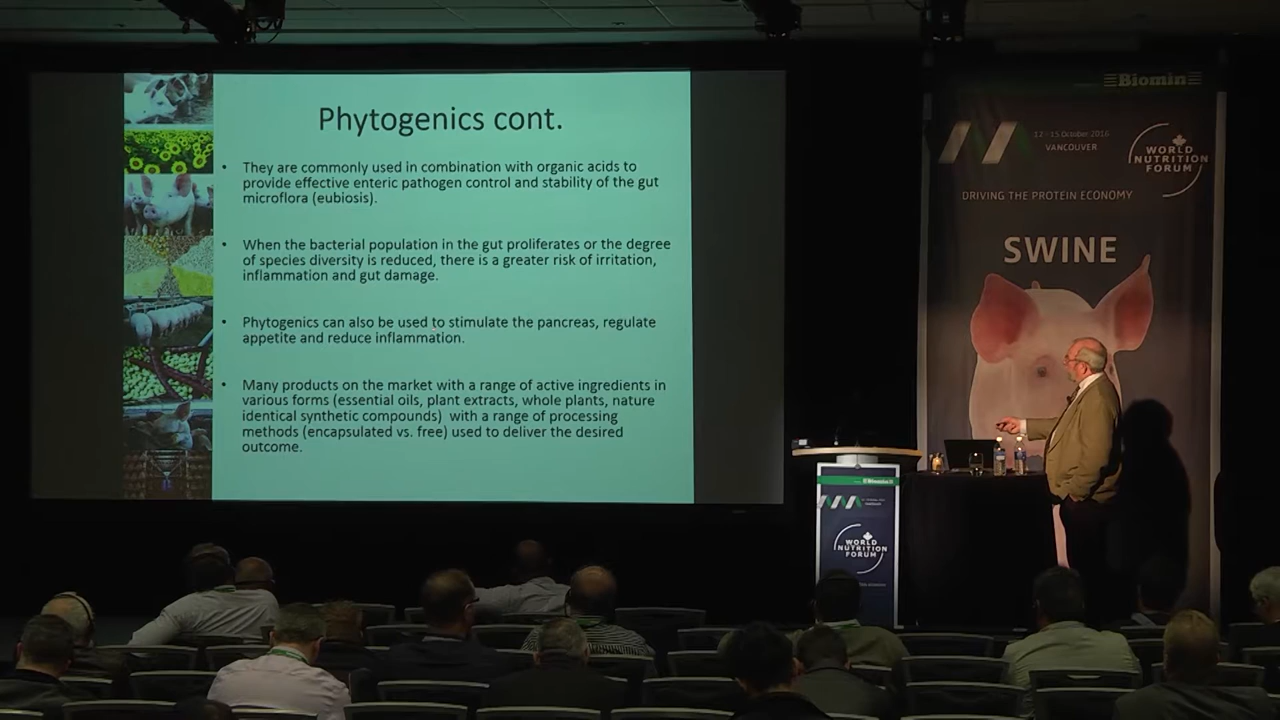 Phytogenics cont.
• They are commonly used in combination with organic acids to
provide effective enteric pathogen control and stability of the gut
microflora (eubiosis).
• When the bacterial population in the gut proliferates or the degree
of species diversity is reduced, there is a greater risk of irritation,
inflammation and gut damage.
• Phytogenics can also be used to stimulate the pancreas, regulate
appetite and reduce inflammation.
• Many products on the market with a range of active ingredients in
various forms (essential oils, plant extracts, whole plants, nature
identical synthetic compounds) with a range of processing
methods (encapsulated vs. free) used to deliver the desired
outcome.
Biomin
12 - 15 October 2016
VANCOUVER
WORLD
NUTRITION
FORUM
DRIVING THE PROTEIN ECONOMY
SWINE
Biomin
WORLD
NUTRITION
FORUM